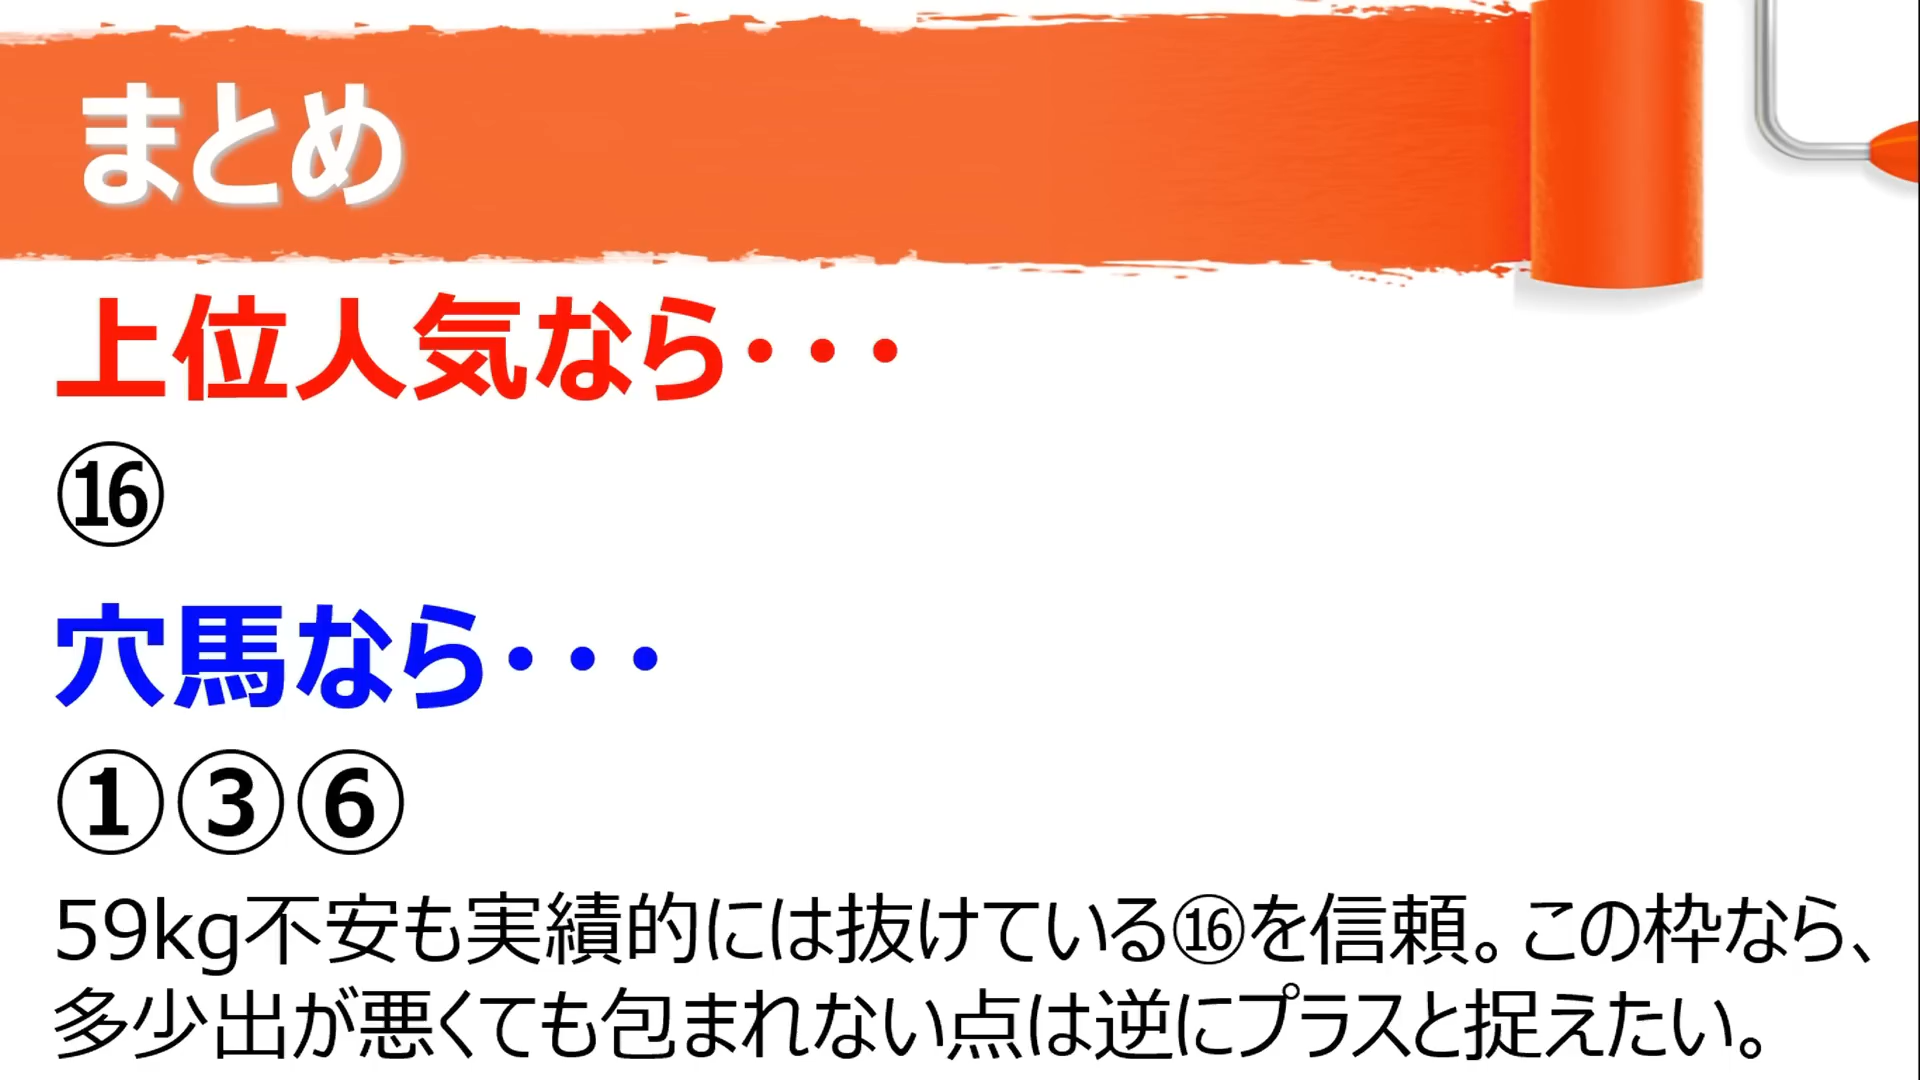 まとめ
上位人気なら・・・
⑯
穴馬なら・・・
①③⑥
59kg不安も実績的には抜けている⑯を信頼。この枠なら、
多少出が悪くても包まれない点は逆にプラスと捉えたい。